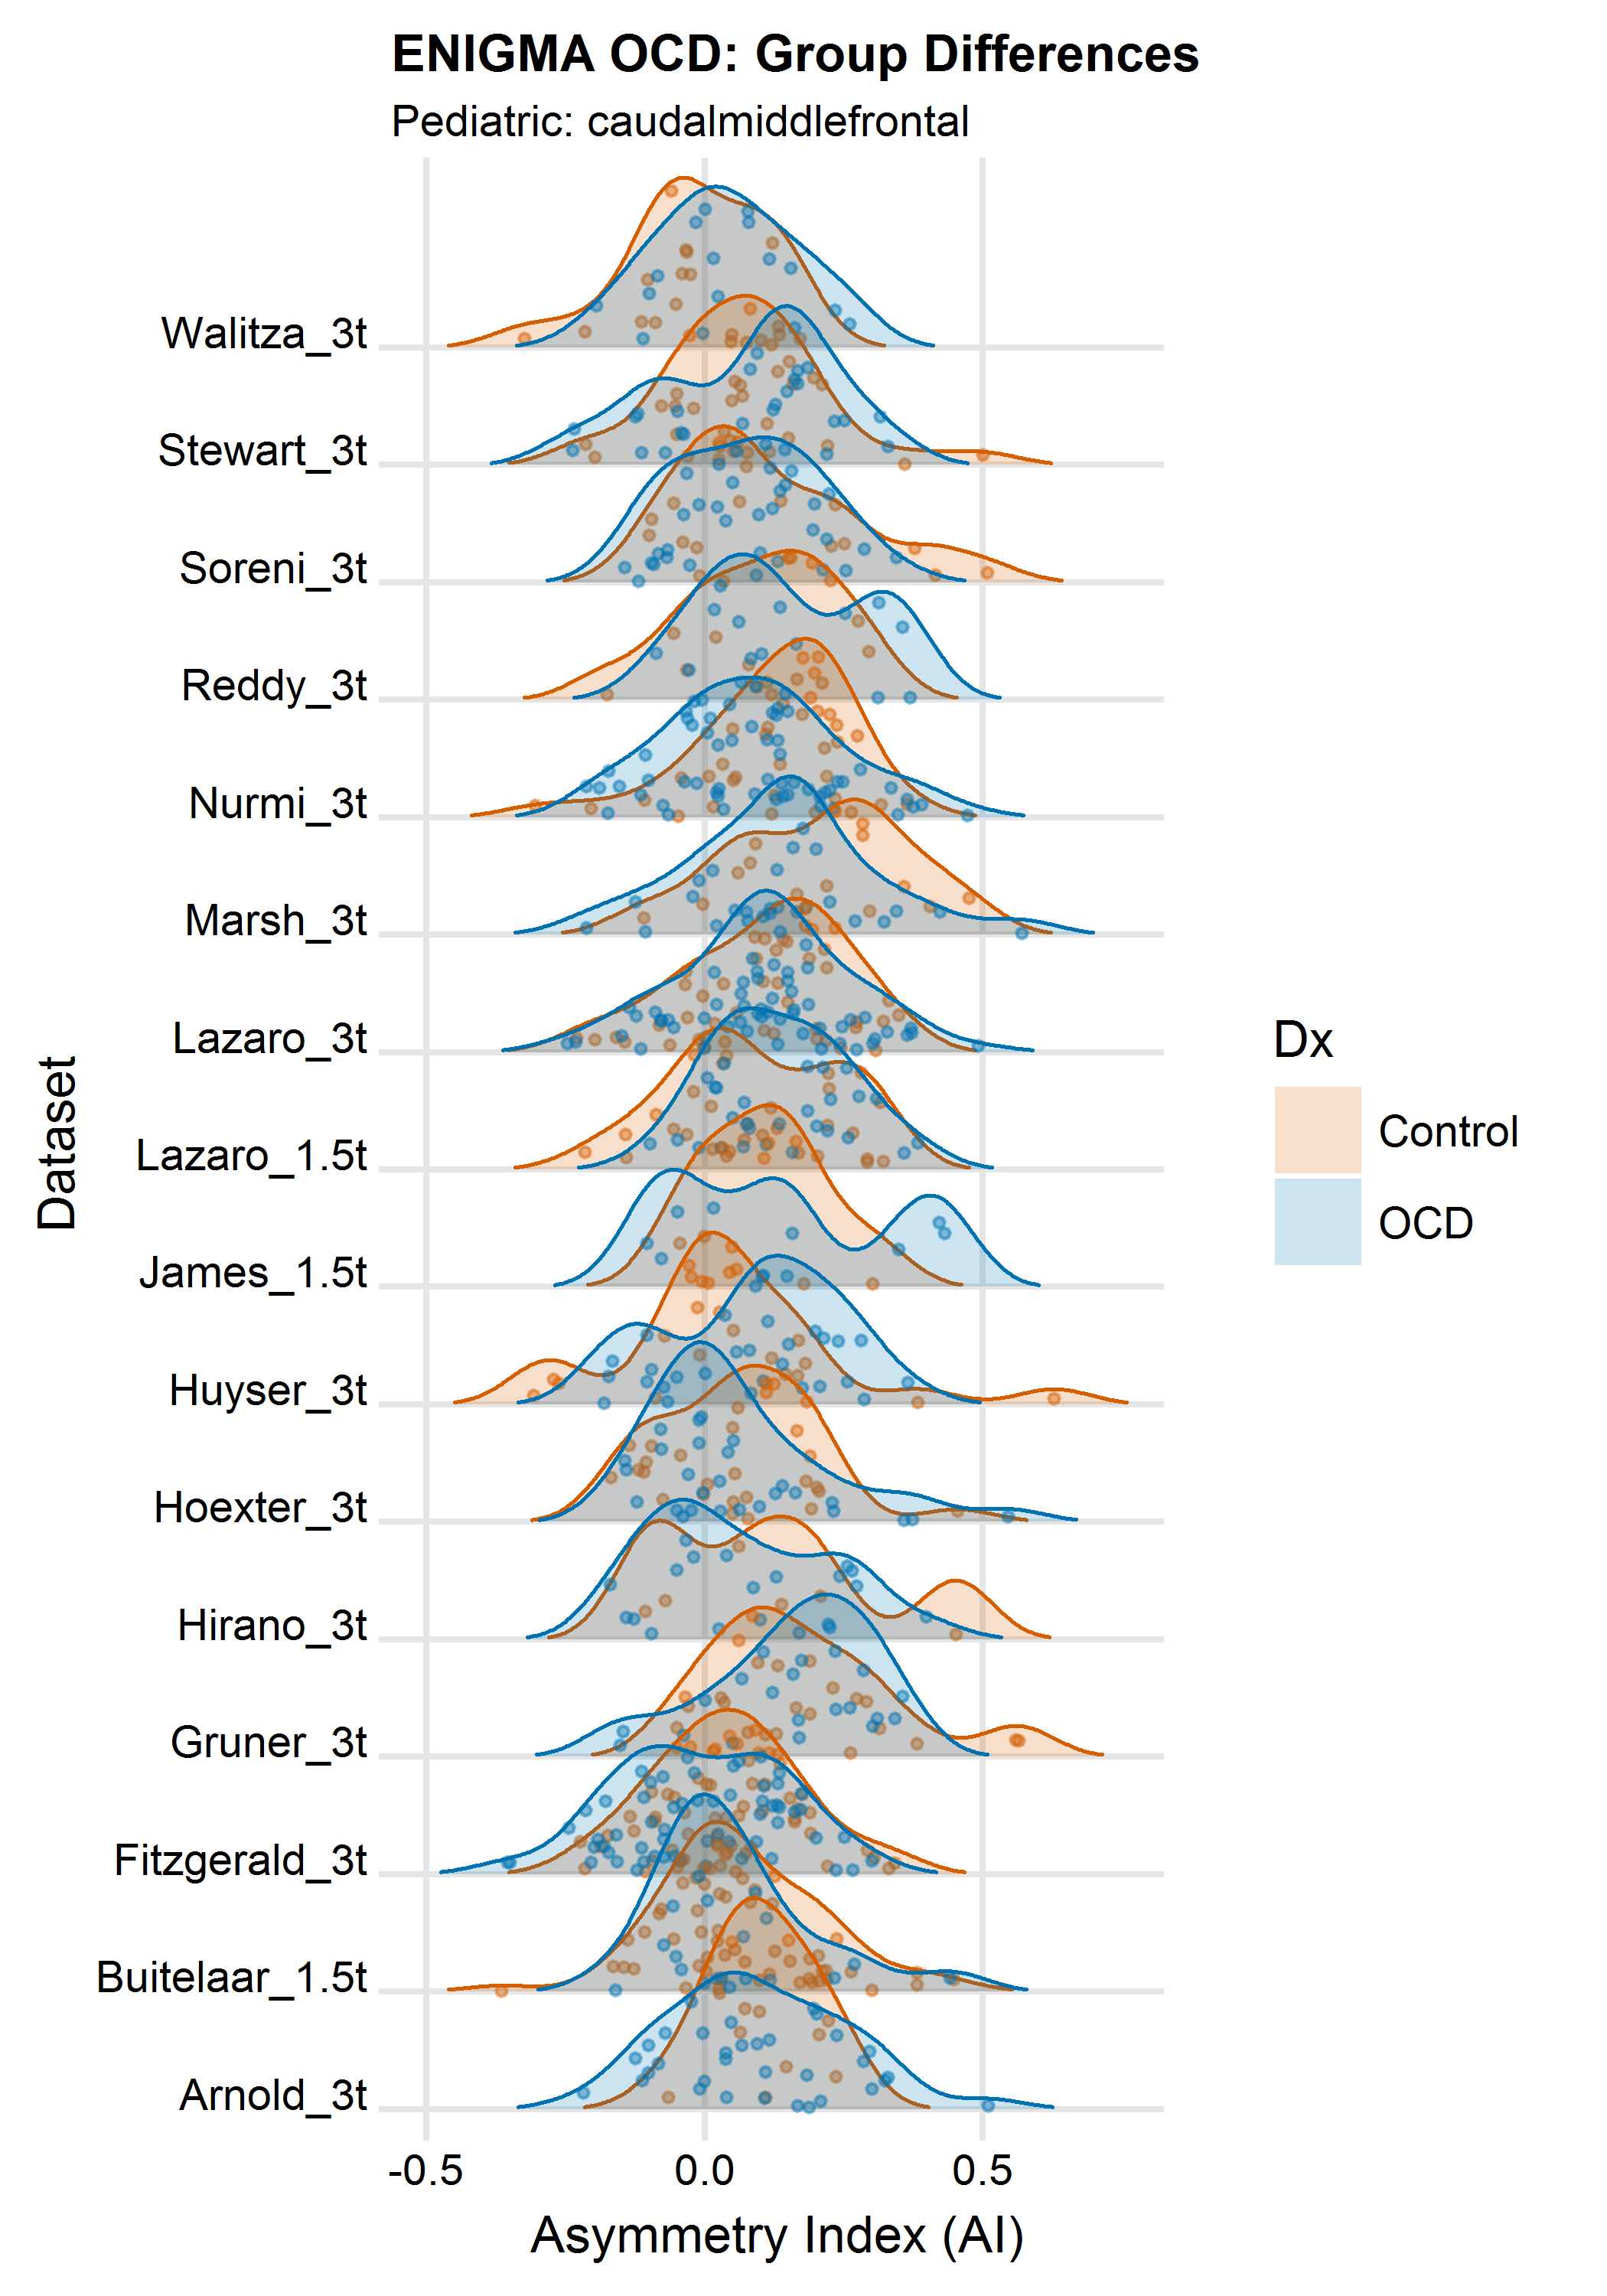 ENIGMA OCD: Group Differences
Pediatric: caudalmiddlefrontal
Walitza_3t
Stewart_3t
Soreni_3t
Reddy_3t
Nurmi_3t
Marsh_3t
Lazaro_3t
Lazaro_1.5t
James_1.5t
Huyser_3t
Hoexter_3t
Hirano_3t
Gruner_3t
Fitzgerald_3t
Buitelaar_1.5t
Arnold_3t
Dataset
-0.5 0.0 0.5
Asymmetry Index (AI)
Dx
Control
OCD